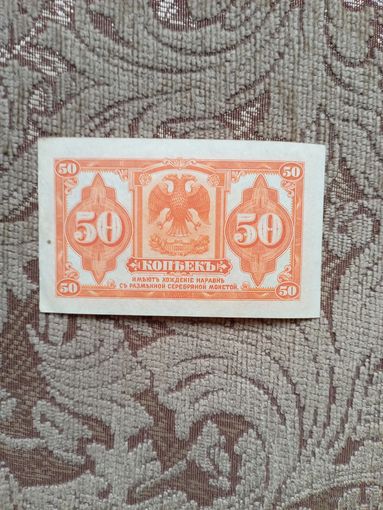 50 50
50 50
КОПѢЕКЪ
ИМѢЮТЪ ХОЖДЕНІЕ НАРАВНѢ
СЪ РАЗМѢННОЙ СЕРЕБРЯНОЙ МОНЕТОЙ
50 50